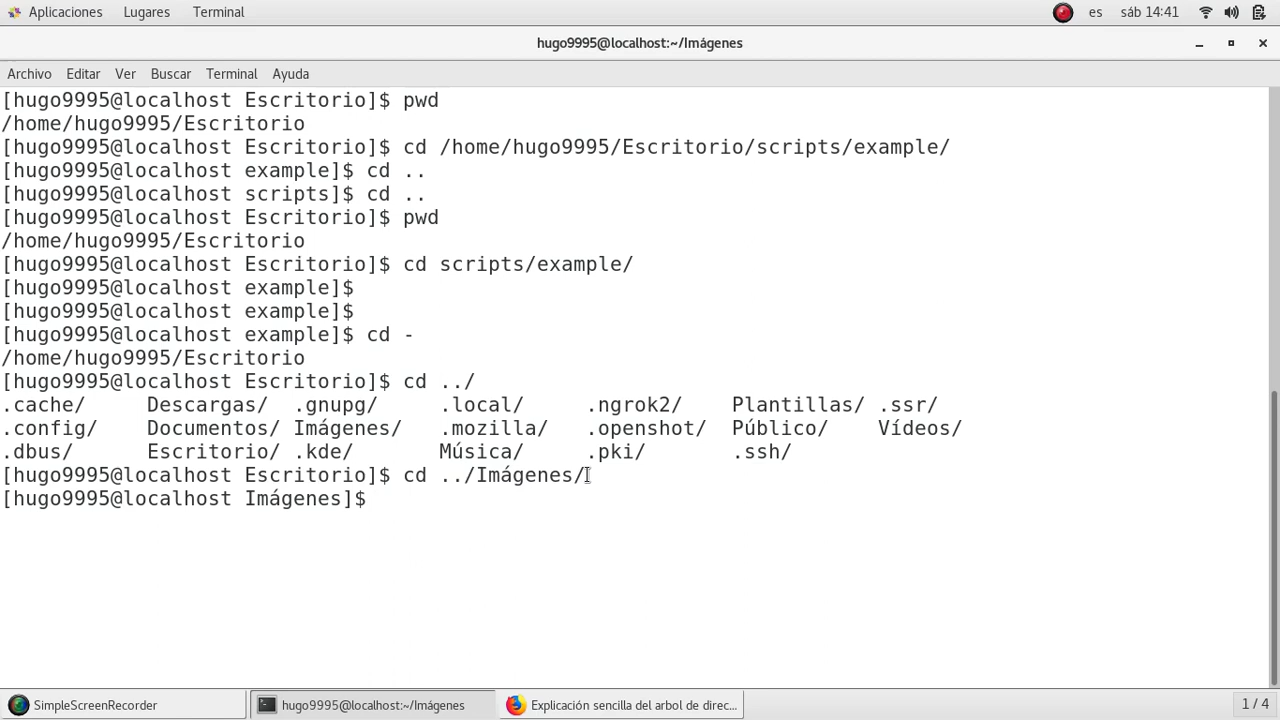 Aplicaciones Lugares Terminal es sáb 14:41
hugo9995@localhost:~/Imágenes
Archivo Editar Ver Buscar Terminal Ayuda
[hugo9995@localhost Escritorio]$ pwd
/home/hugo9995/Escritorio
[hugo9995@localhost Escritorio]$ cd /home/hugo9995/Escritorio/scripts/example/
[hugo9995@localhost example]$ cd ..
[hugo9995@localhost scripts]$ cd ..
[hugo9995@localhost Escritorio]$ pwd
/home/hugo9995/Escritorio
[hugo9995@localhost Escritorio]$ cd scripts/example/
[hugo9995@localhost example]$
[hugo9995@localhost example]$
[hugo9995@localhost example]$ cd -
/home/hugo9995/Escritorio
[hugo9995@localhost Escritorio]$ cd ../
.cache/ Descargas/ .gnupg/ .local/ .ngrok2/ Plantillas/ .ssr/
.config/ Documentos/ Imágenes/ .mozilla/ .openshot/ Público/ Vídeos/
.dbus/ Escritorio/ .kde/ Música/ .pki/ .ssh/
[hugo9995@localhost Escritorio]$ cd ../Imágenes/
[hugo9995@localhost Imágenes]$
SimpleScreenRecorder hugo9995@localhost:~/Imágenes Explicación sencilla del arbol de direc... 1 / 4